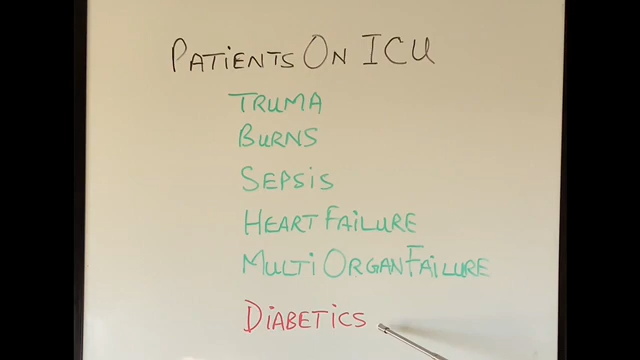 PATIENTS ON ICU
TRUMA
BURNS
SEPSIS
HEART FAILURE
MULTI ORGAN FAILURE
DIABETICS